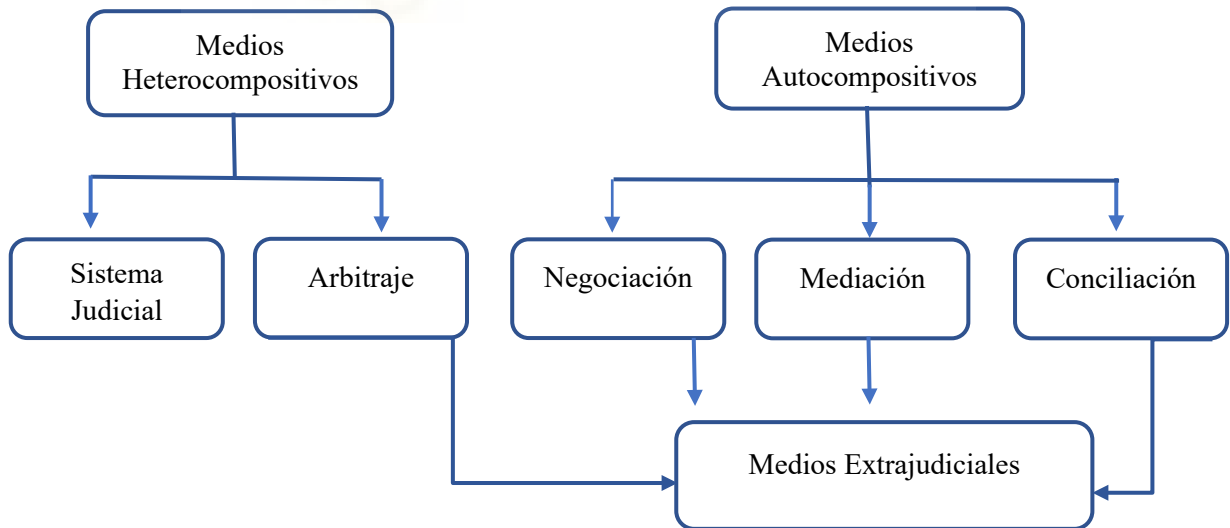 Medios
Heterocompositivos
Medios
Autocompositivos
Sistema
Judicial
Arbitraje
Negociación
Mediación
Conciliación
Medios Extrajudiciales